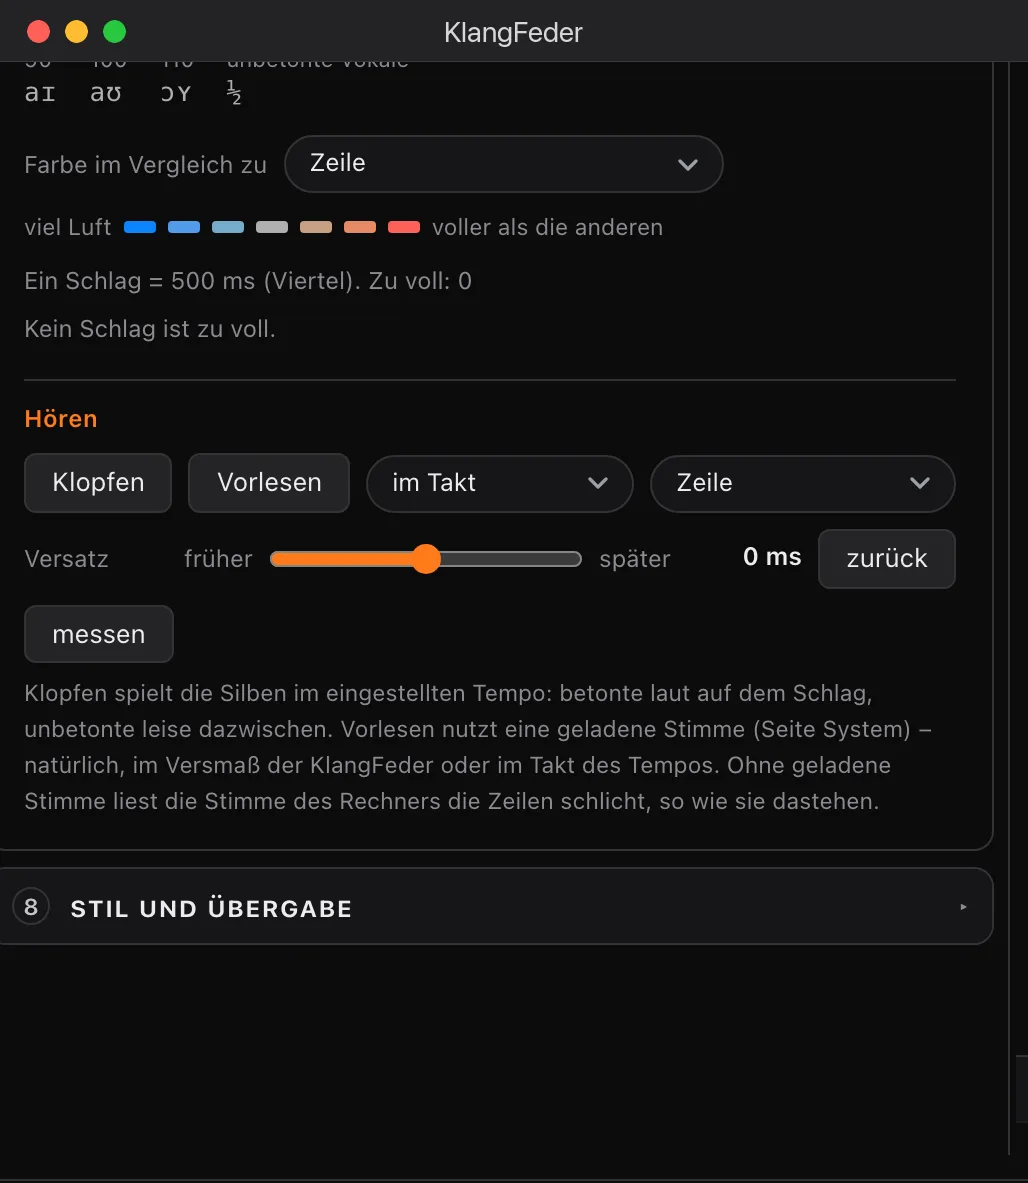 KlangFeder
unbetonte Vokale
aɪ aʊ ɔʏ ½
Farbe im Vergleich zu Zeile
viel Luft voller als die anderen
Ein Schlag = 500 ms (Viertel). Zu voll: 0
Kein Schlag ist zu voll.
Hören
Klopfen Vorlesen im Takt Zeile
Versatz früher später 0 ms zurück
messen
Klopfen spielt die Silben im eingestellten Tempo: betonte laut auf dem Schlag,
unbetonte leise dazwischen. Vorlesen nutzt eine geladene Stimme (Seite System) –
natürlich, im Versmaß der KlangFeder oder im Takt des Tempos. Ohne geladene
Stimme liest die Stimme des Rechners die Zeilen schlicht, so wie sie dastehen.
8 STIL UND ÜBERGABE